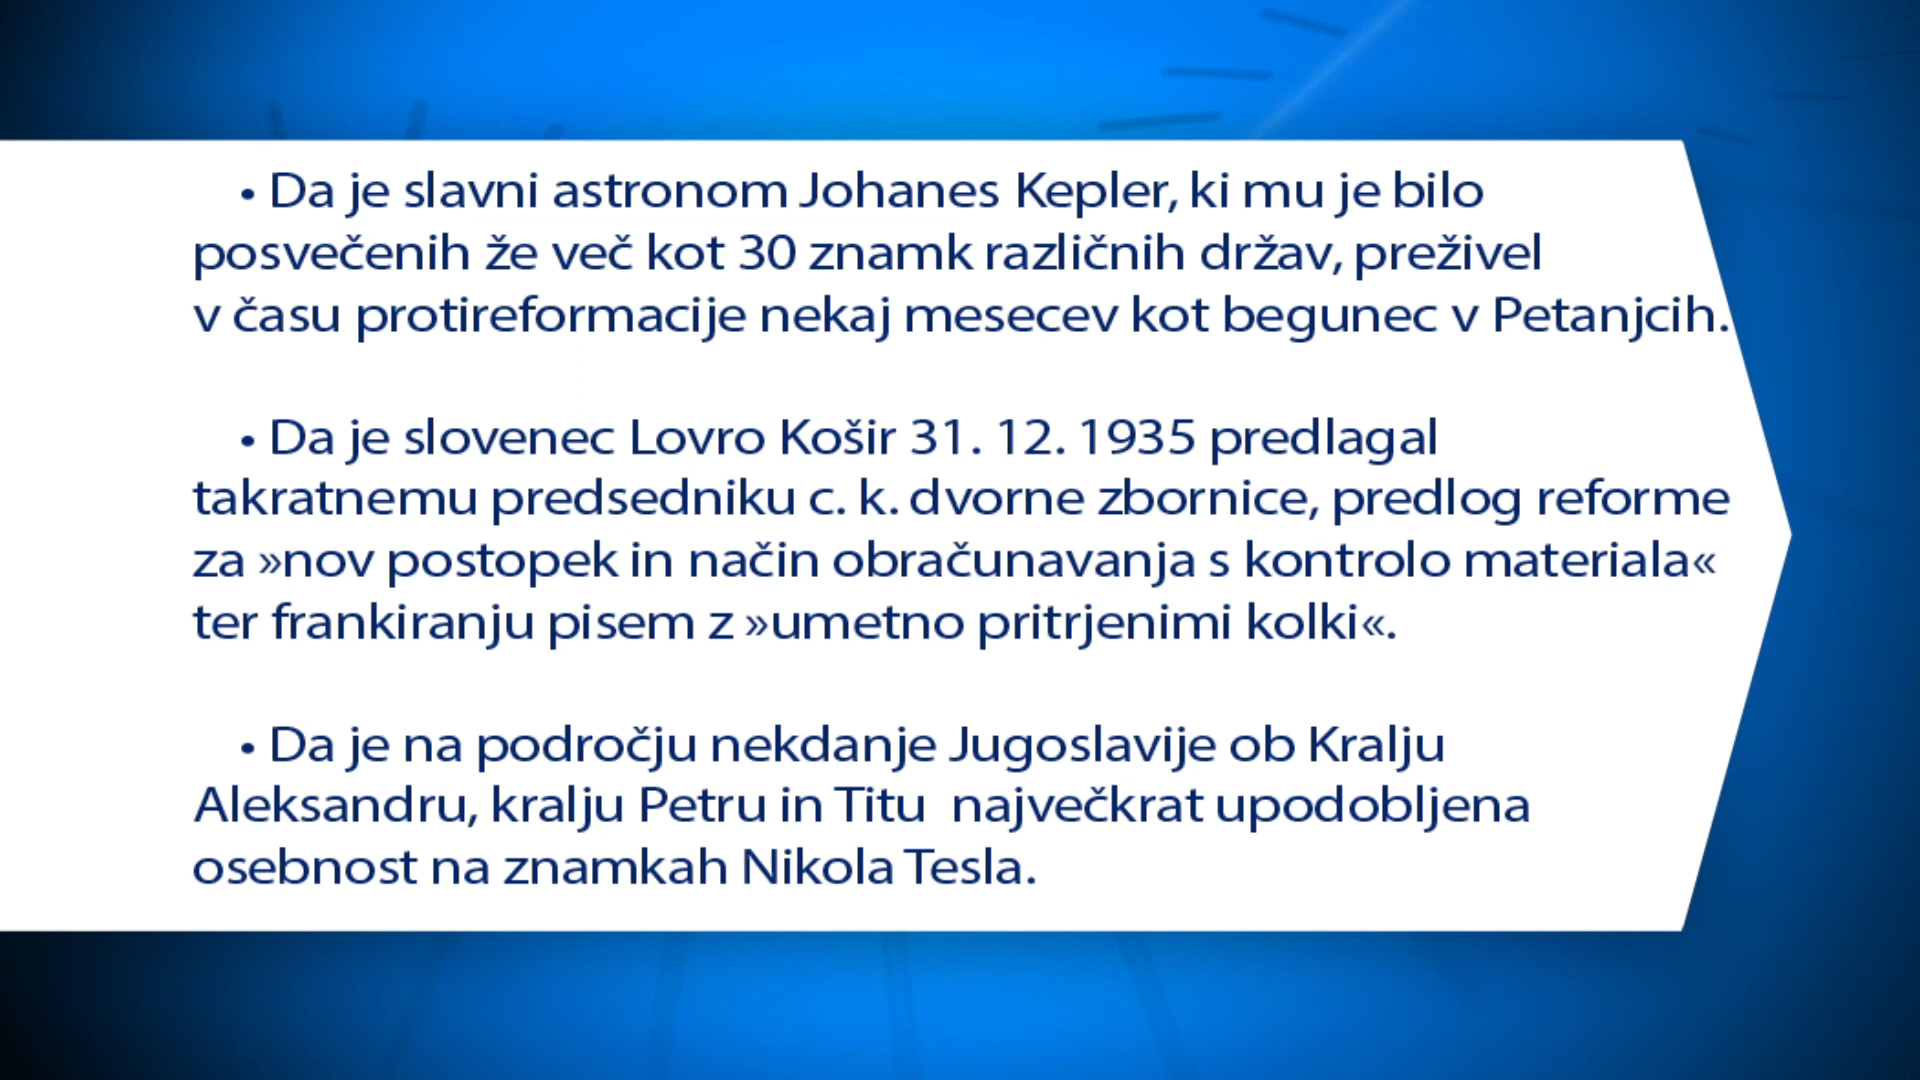 • Da je slavni astronom Johanes Kepler, ki mu je bilo
posvečenih že več kot 30 znamk različnih držav, preživel
v času protireformacije nekaj mesecev kot begunec v Petanjcih.
• Da je slovenec Lovro Košir 31. 12. 1935 predlagal
takratnemu predsedniku c. k. dvorne zbornice, predlog reforme
za »nov postopek in način obračunavanja s kontrolo materiala«
ter frankiranju pisem z »umetno pritrjenimi kolki«.
• Da je na področju nekdanje Jugoslavije ob Kralju
Aleksandru, kralju Petru in Titu  največkrat upodobljena
osebnost na znamkah Nikola Tesla.